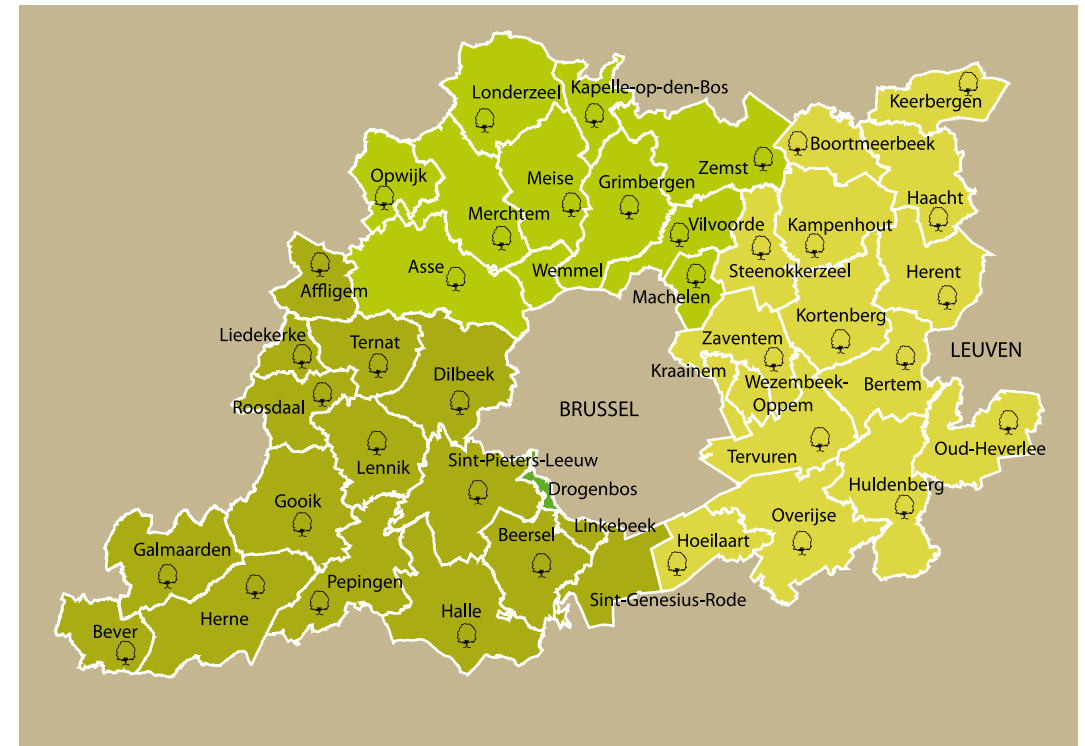 Londerzeel
Kapelle-op-den-Bos
Keerbergen
Boortmeerbeek
Zemst
Opwijk
Meise
Grimbergen
Haacht
Merchtem
Vilvoorde
Kampenhout
Asse
Wemmel
Steenokkerzeel
Herent
Affligem
Machelen
Kortenberg
Liedekerke
Ternat
Zaventem
LEUVEN
Kraainem
Dilbeek
Wezembeek-
Oppem
Bertem
Roosdaal
BRUSSEL
Oud-Heverlee
Tervuren
Lennik
Sint-Pieters-Leeuw
Huldenberg
Drogenbos
Gooik
Overijse
Linkebeek
Beersel
Hoeilaart
Galmaarden
Pepingen
Sint-Genesius-Rode
Halle
Herne
Bever